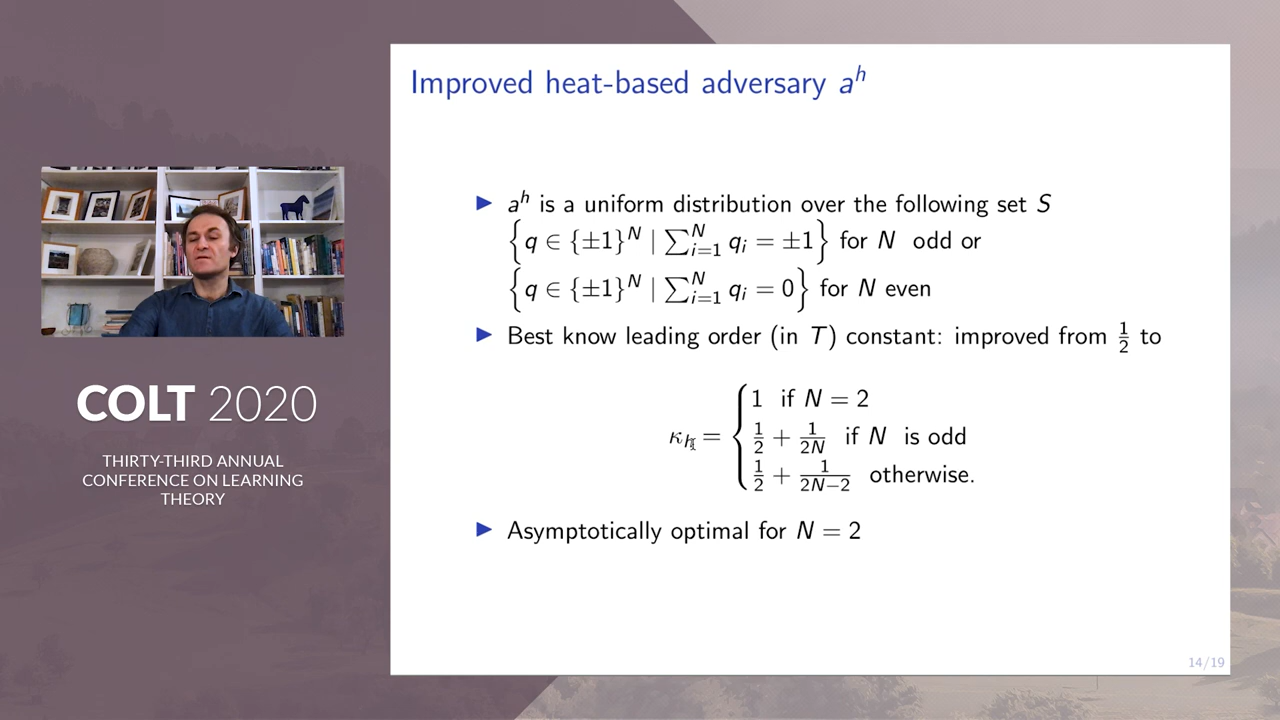 Improved heat-based adversary a^h
▶ a^h is a uniform distribution over the following set S
{q ∈ {±1}^N | ∑_{i=1}^N q_i = ±1} for N odd or
{q ∈ {±1}^N | ∑_{i=1}^N q_i = 0} for N even
▶ Best know leading order (in T) constant: improved from 1/2 to
κ_h = { 1 if N = 2
1/2 + 1/2N if N is odd
1/2 + 1/2N−2 otherwise.
▶ Asymptotically optimal for N = 2
14/19
COLT 2020
THIRTY-THIRD ANNUAL
CONFERENCE ON LEARNING
THEORY